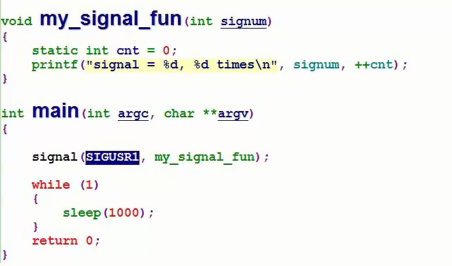 void my_signal_fun(int signum)
{
    static int cnt = 0;
    printf("signal = %d, %d times\n", signum, ++cnt);
}
int main(int argc, char **argv)
{
    signal(SIGUSR1, my_signal_fun);
    while (1)
    {
        sleep(1000);
    }
    return 0;
}